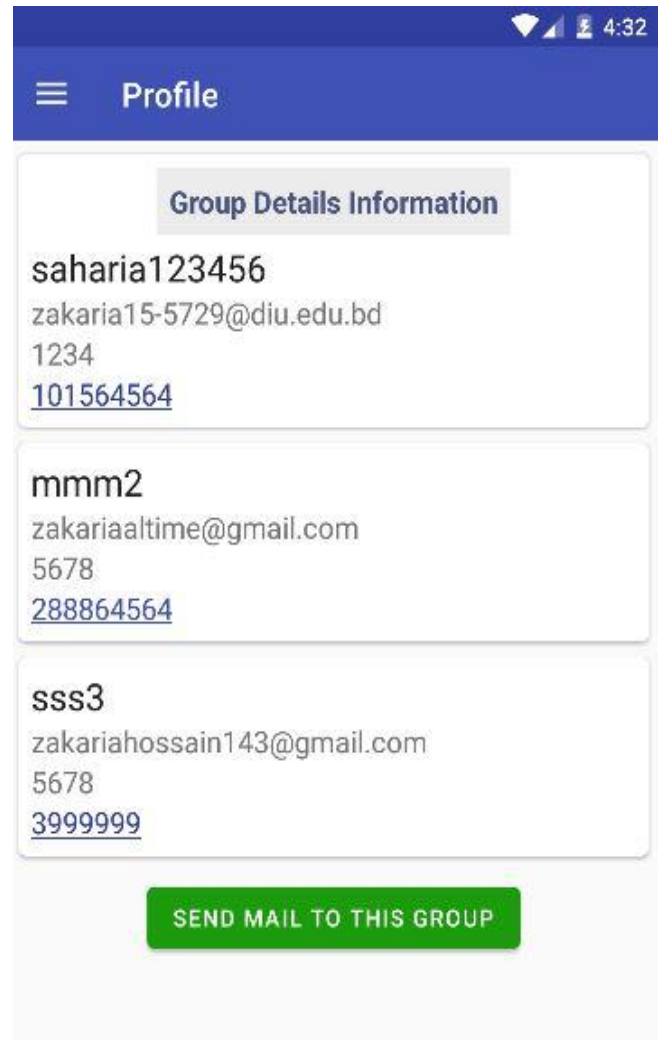 4:32
Profile
Group Details Information
saharia123456
zakaria15-5729@diu.edu.bd
1234
101564564
mmm2
zakariaaltime@gmail.com
5678
288864564
sss3
zakariahossain143@gmail.com
5678
3999999
SEND MAIL TO THIS GROUP